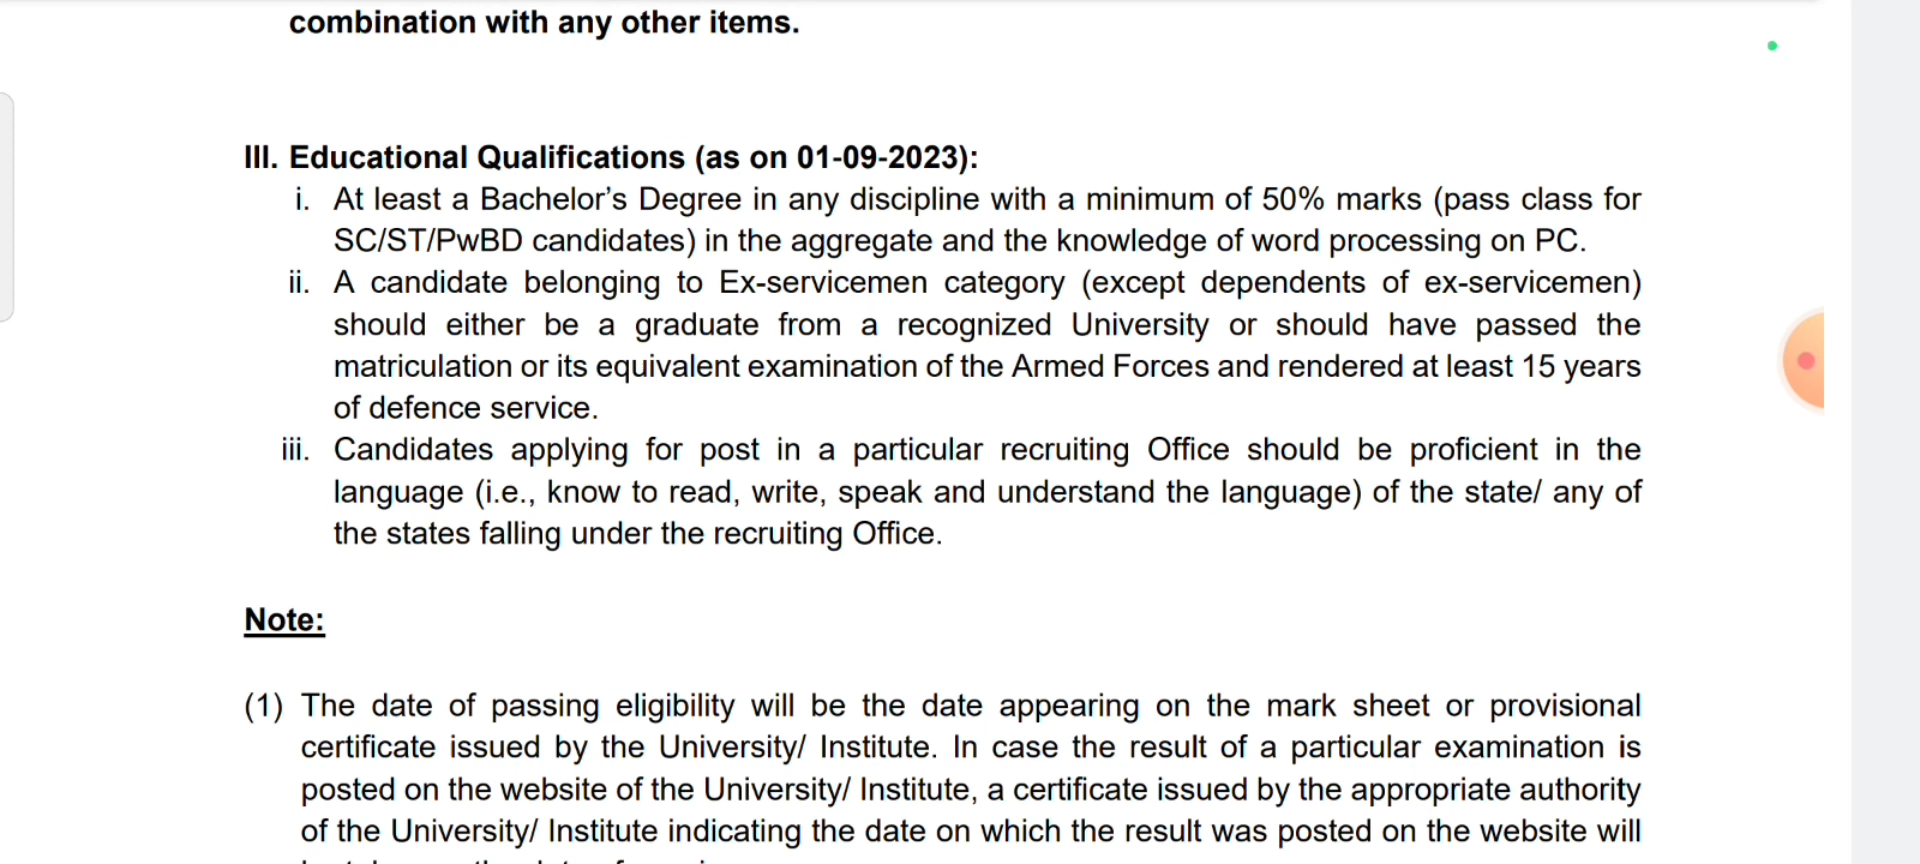 combination with any other items.
III. Educational Qualifications (as on 01-09-2023):
i. At least a Bachelor’s Degree in any discipline with a minimum of 50% marks (pass class for
SC/ST/PwBD candidates) in the aggregate and the knowledge of word processing on PC.
ii. A candidate belonging to Ex-servicemen category (except dependents of ex-servicemen)
should either be a graduate from a recognized University or should have passed the
matriculation or its equivalent examination of the Armed Forces and rendered at least 15 years
of defence service.
iii. Candidates applying for post in a particular recruiting Office should be proficient in the
language (i.e., know to read, write, speak and understand the language) of the state/ any of
the states falling under the recruiting Office.
Note:
(1) The date of passing eligibility will be the date appearing on the mark sheet or provisional
certificate issued by the University/ Institute. In case the result of a particular examination is
posted on the website of the University/ Institute, a certificate issued by the appropriate authority
of the University/ Institute indicating the date on which the result was posted on the website will